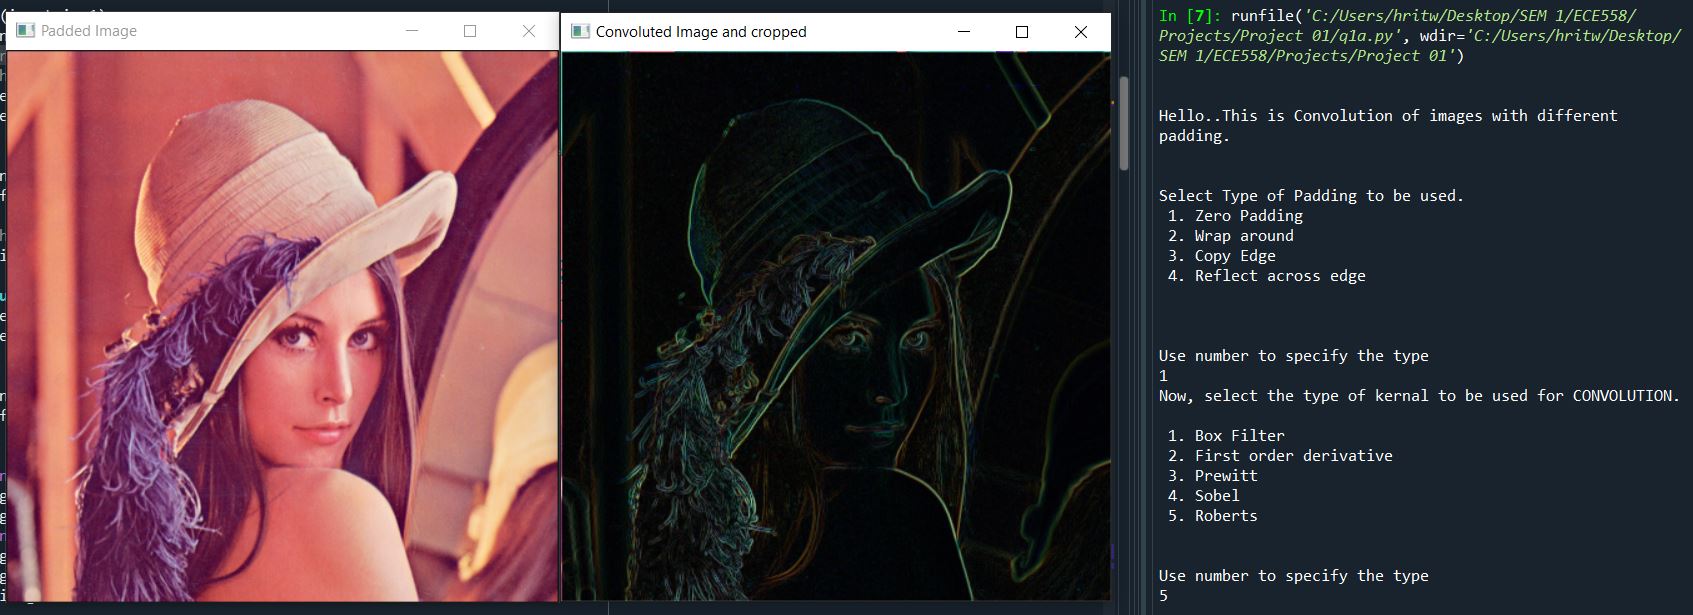 Padded Image
Convoluted Image and cropped
In [7]: runfile('C:/Users/hritw/Desktop/SEM 1/ECE558/
Projects/Project 01/q1a.py', wdir='C:/Users/hritw/Desktop/
SEM 1/ECE558/Projects/Project 01')
Hello..This is Convolution of images with different
padding.
Select Type of Padding to be used.
1. Zero Padding
2. Wrap around
3. Copy Edge
4. Reflect across edge
Use number to specify the type
1
Now, select the type of kernal to be used for CONVOLUTION.
1. Box Filter
2. First order derivative
3. Prewitt
4. Sobel
5. Roberts
Use number to specify the type
5